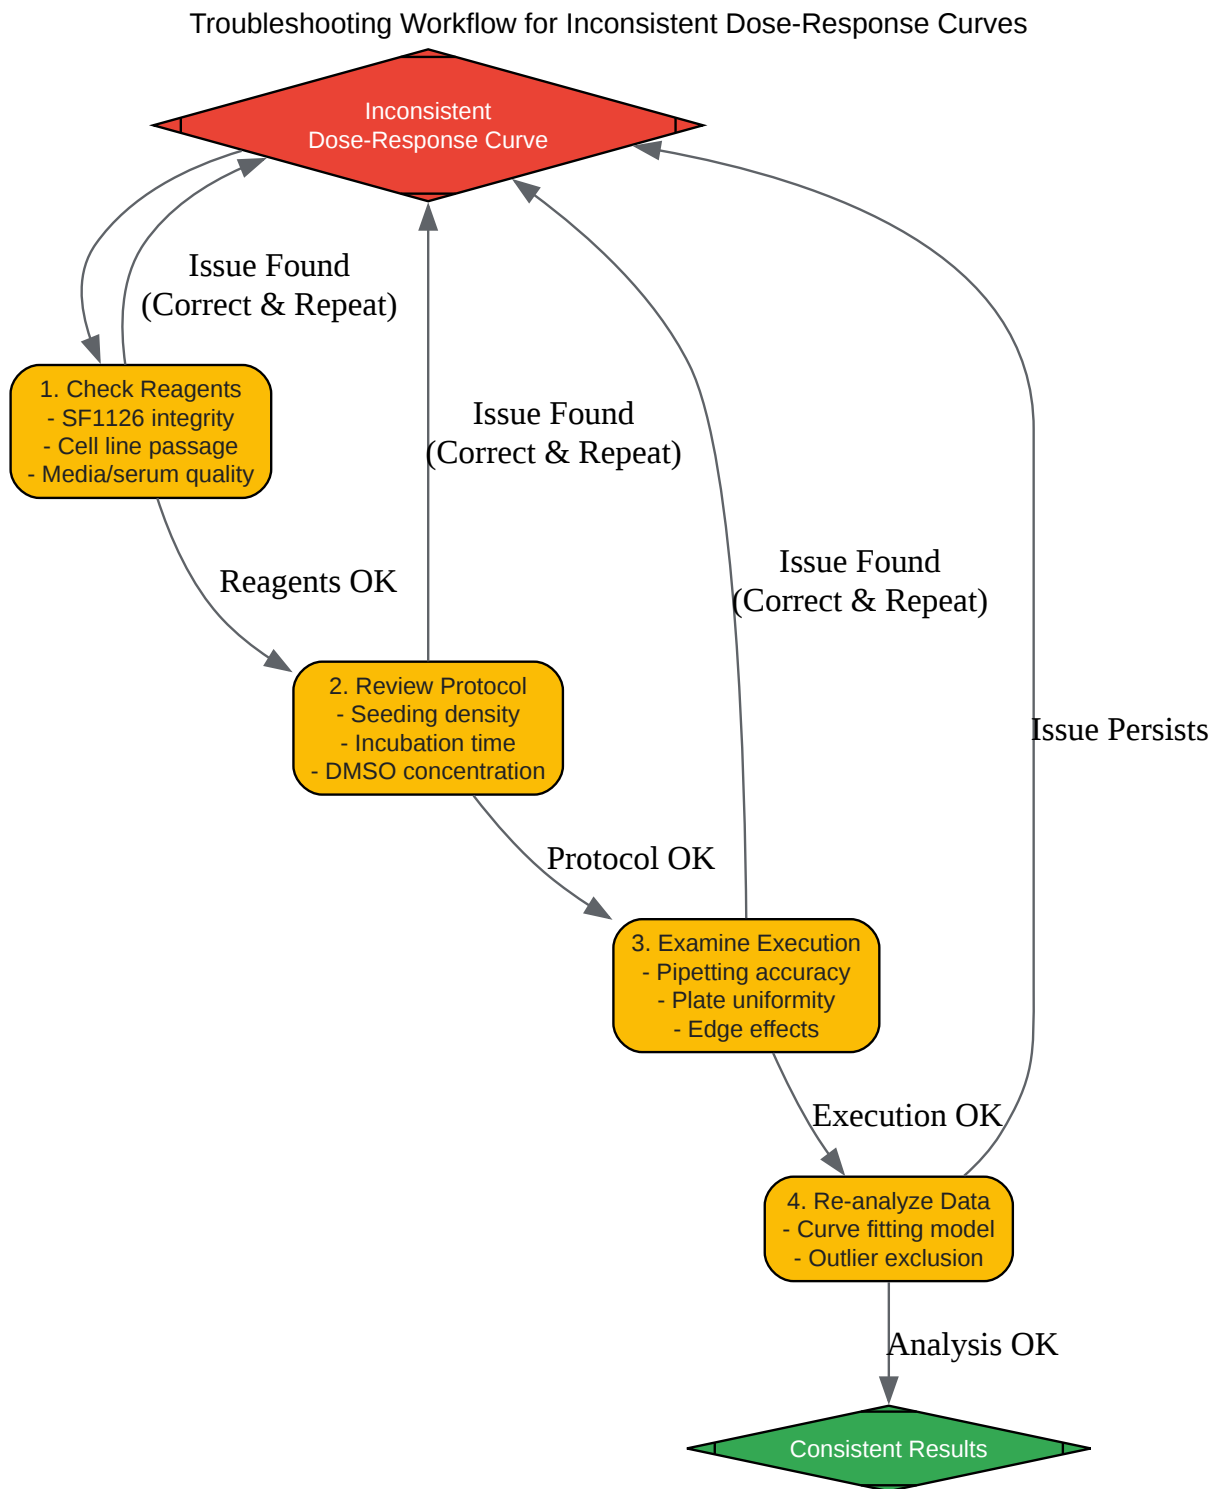 Troubleshooting Workflow for Inconsistent Dose-Response Curves
Inconsistent
Dose-Response Curve
Issue Found
(Correct & Repeat)
1. Check Reagents
- SF1126 integrity
- Cell line passage
- Media/serum quality
Issue Found
(Correct & Repeat)
Reagents OK
Issue Found
(Correct & Repeat)
2. Review Protocol
- Seeding density
- Incubation time
- DMSO concentration
Issue Persists
Protocol OK
3. Examine Execution
- Pipetting accuracy
- Plate uniformity
- Edge effects
Execution OK
4. Re-analyze Data
- Curve fitting model
- Outlier exclusion
Analysis OK
Consistent Results